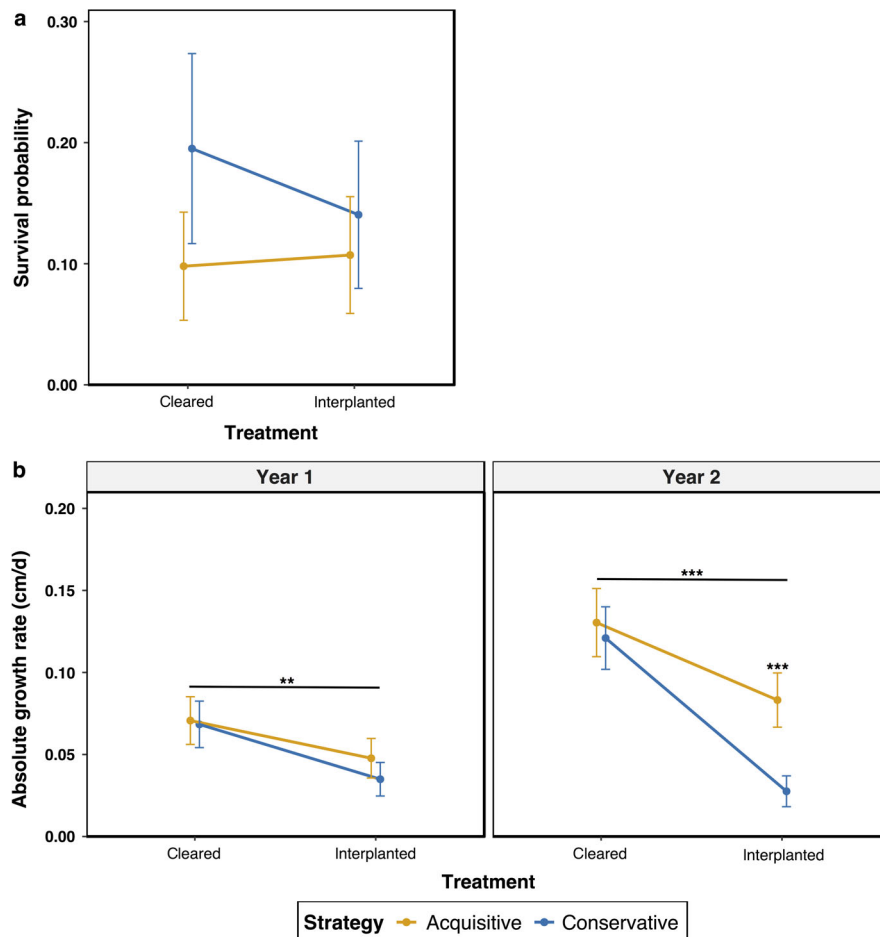 a
0.30
0.20
0.10
0.00
Survival probability
Cleared Interplanted
Treatment
b
Year 1 Year 2
0.20
0.15
0.10
0.05
0.00
Absolute growth rate (cm/d)
**
***
***
Cleared Interplanted Cleared Interplanted
Treatment
Strategy Acquisitive Conservative